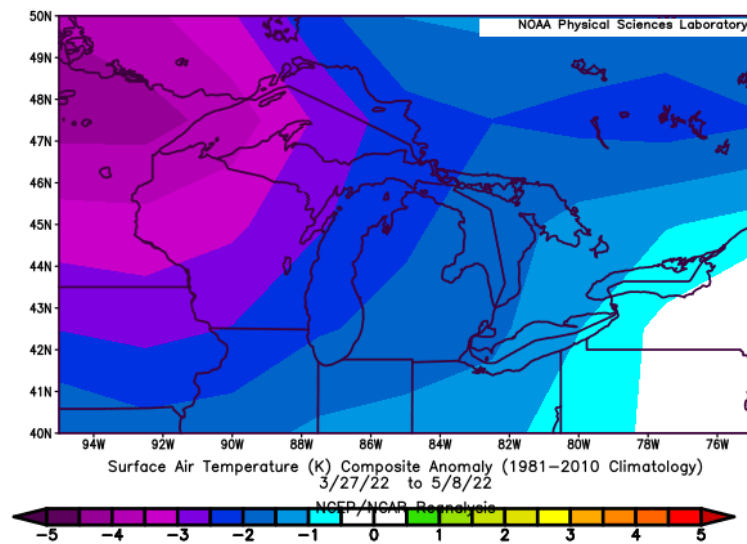 NOAA Physical Sciences Laboratory
50N
49N
48N
47N
46N
45N
44N
43N
42N
41N
40N
94W 92W 90W 88W 86W 84W 82W 80W 78W 76W
Surface Air Temperature (K) Composite Anomaly (1981-2010 Climatology)
3/27/22 to 5/8/22
NCEP/NCAR Reanalysis
-5 -4 -3 -2 -1 0 1 2 3 4 5